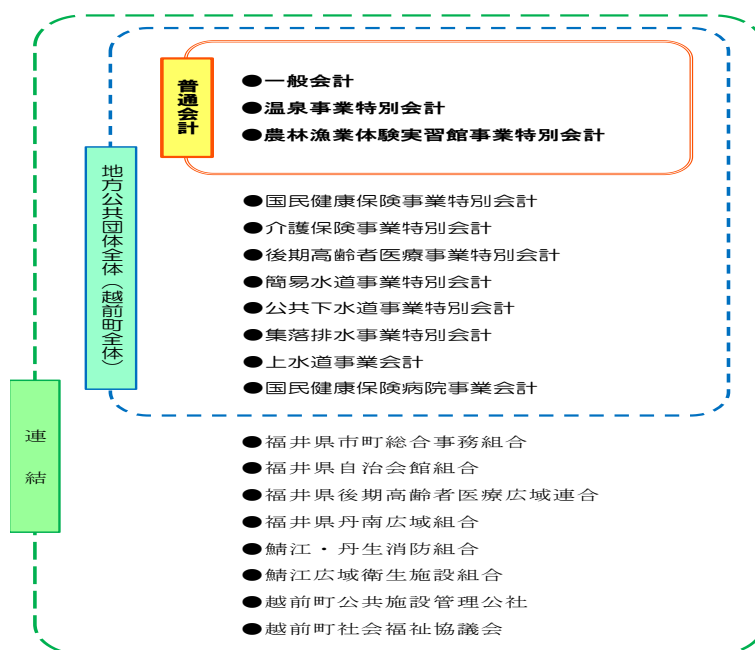 普通会計
●一般会計
●温泉事業特別会計
●農林漁業体験実習館事業特別会計
地方公共団体全体（越前町全体）
●国民健康保険事業特別会計
●介護保険事業特別会計
●後期高齢者医療事業特別会計
●簡易水道事業特別会計
●公共下水道事業特別会計
●集落排水事業特別会計
●上水道事業会計
●国民健康保険病院事業会計
連結
●福井県市町総合事務組合
●福井県自治会館組合
●福井県後期高齢者医療広域連合
●福井県丹南広域組合
●鯖江・丹生消防組合
●鯖江広域衛生施設組合
●越前町公共施設管理公社
●越前町社会福祉協議会